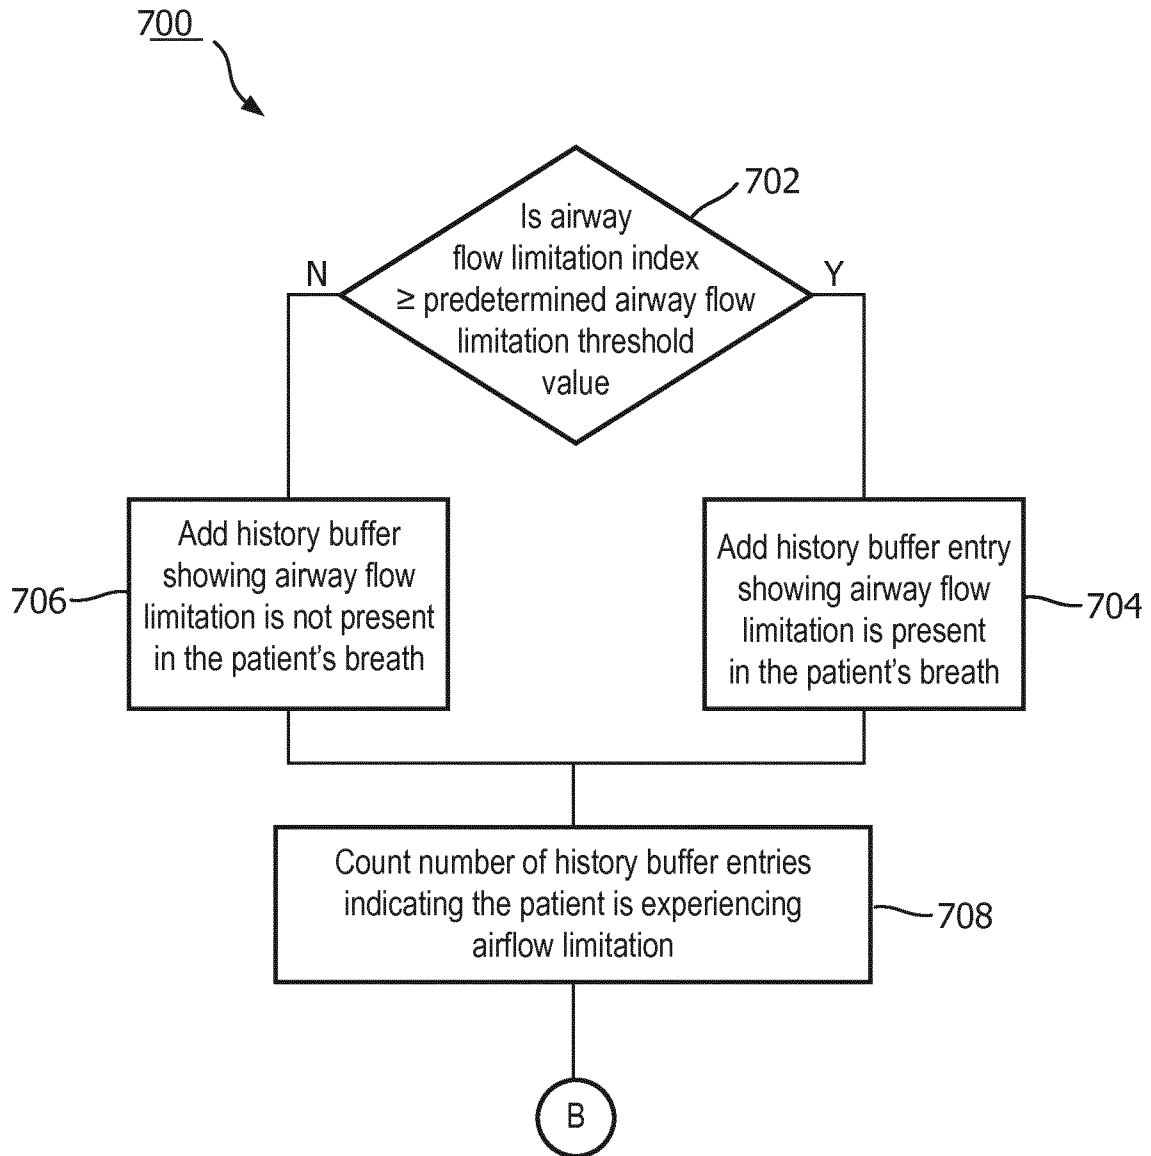 700
702
Is airway
flow limitation index
≥ predetermined airway flow
limitation threshold
value
N
Y
Add history buffer
showing airway flow
limitation is not present
in the patient's breath
706
Add history buffer entry
showing airway flow
limitation is present
in the patient's breath
704
Count number of history buffer entries
indicating the patient is experiencing
airflow limitation
708
B